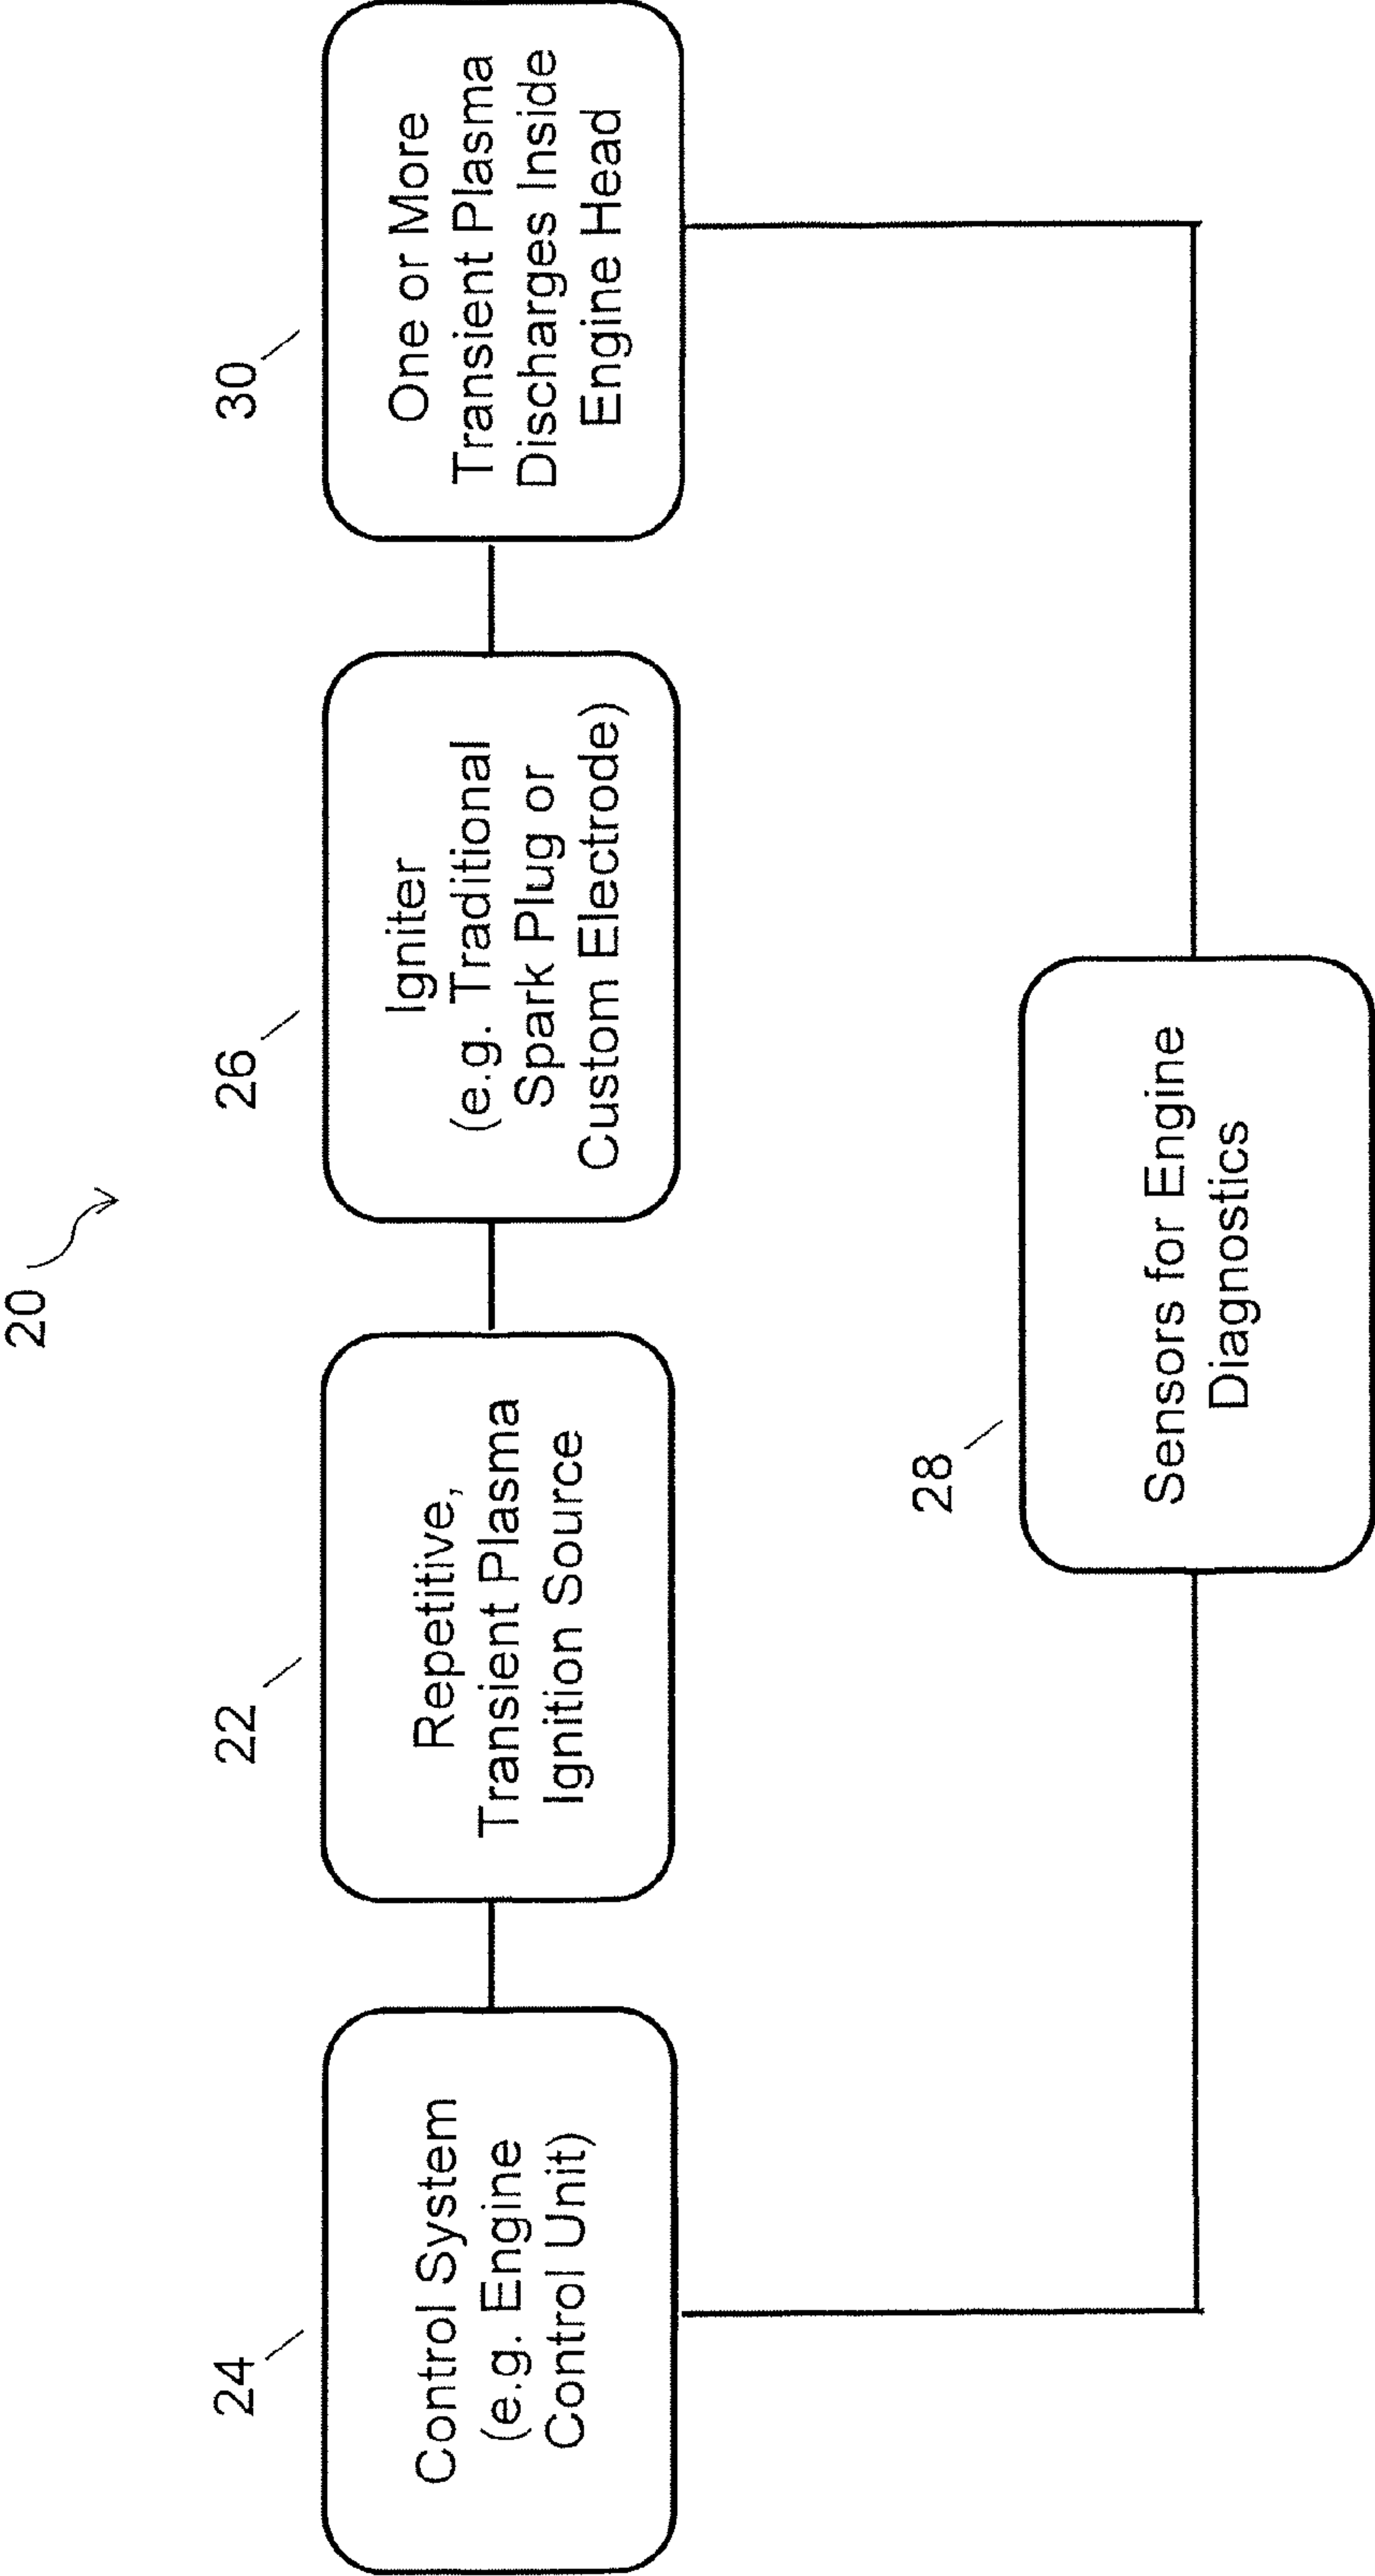 20
24
Control System
(e.g. Engine
Control Unit)
22
Repetitive,
Transient Plasma
Ignition Source
26
Igniter
(e.g. Traditional
Spark Plug or
Custom Electrode)
30
One or More
Transient Plasma
Discharges Inside
Engine Head
28
Sensors for Engine
Diagnostics